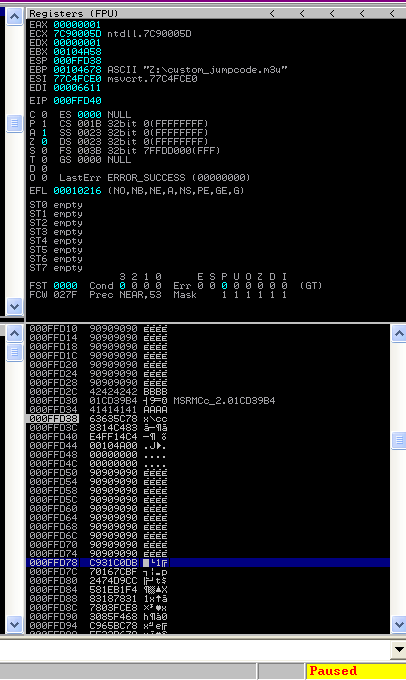 Registers (FPU) < < < < <
EAX 00000001
ECX 7C90005D ntdll.7C90005D
EDX 00000001
EBX 00104A58
ESP 000FFD38
EBP 00104678 ASCII "Z:\custom_jumpcode.m3u"
ESI 77C4FCE0 msvcrt.77C4FCE0
EDI 00006611
EIP 000FFD40
C 0 ES 0000 NULL
P 1 CS 001B 32bit 0(FFFFFFFF)
A 1 SS 0023 32bit 0(FFFFFFFF)
Z 0 DS 0023 32bit 0(FFFFFFFF)
S 0 FS 003B 32bit 7FFDD000(FFF)
T 0 GS 0000 NULL
D 0
O 0 LastErr ERROR_SUCCESS (00000000)
EFL 00010216 (NO,NB,NE,A,NS,PE,GE,G)
ST0 empty
ST1 empty
ST2 empty
ST3 empty
ST4 empty
ST5 empty
ST6 empty
ST7 empty
3 2 1 0 E S P U O Z D I
FST 0000 Cond 0 0 0 0 Err 0 0 0 0 0 0 0 0 (GT)
FCW 027F Prec NEAR,53 Mask 1 1 1 1 1 1
000FFD10 90909090 ÉÉÉÉ
000FFD14 90909090 ÉÉÉÉ
000FFD18 90909090 ÉÉÉÉ
000FFD1C 90909090 ÉÉÉÉ
000FFD20 90909090 ÉÉÉÉ
000FFD24 90909090 ÉÉÉÉ
000FFD28 90909090 ÉÉÉÉ
000FFD2C 42424242 BBBB
000FFD30 01CD39B4 MSRMCc_2.01CD39B4
000FFD34 41414141 AAAA
000FFD38 63635C78 x\cc
000FFD3C 8314C483
000FFD40 E4FF14C4
000FFD44 00104A00
000FFD48 00000000 ....
000FFD4C 00000000 ....
000FFD50 90909090 ÉÉÉÉ
000FFD54 90909090 ÉÉÉÉ
000FFD58 90909090 ÉÉÉÉ
000FFD5C 90909090 ÉÉÉÉ
000FFD60 90909090 ÉÉÉÉ
000FFD64 90909090 ÉÉÉÉ
000FFD68 90909090 ÉÉÉÉ
000FFD6C 90909090 ÉÉÉÉ
000FFD70 90909090 ÉÉÉÉ
000FFD74 90909090 ÉÉÉÉ
000FFD78 C931C0DB
000FFD7C 70167CBF
000FFD80 2474D9CC
000FFD84 581EB1F4
000FFD88 83187831
000FFD8C 7803FCE8
000FFD90 3085F468
000FFD94 C965BC78
Paused